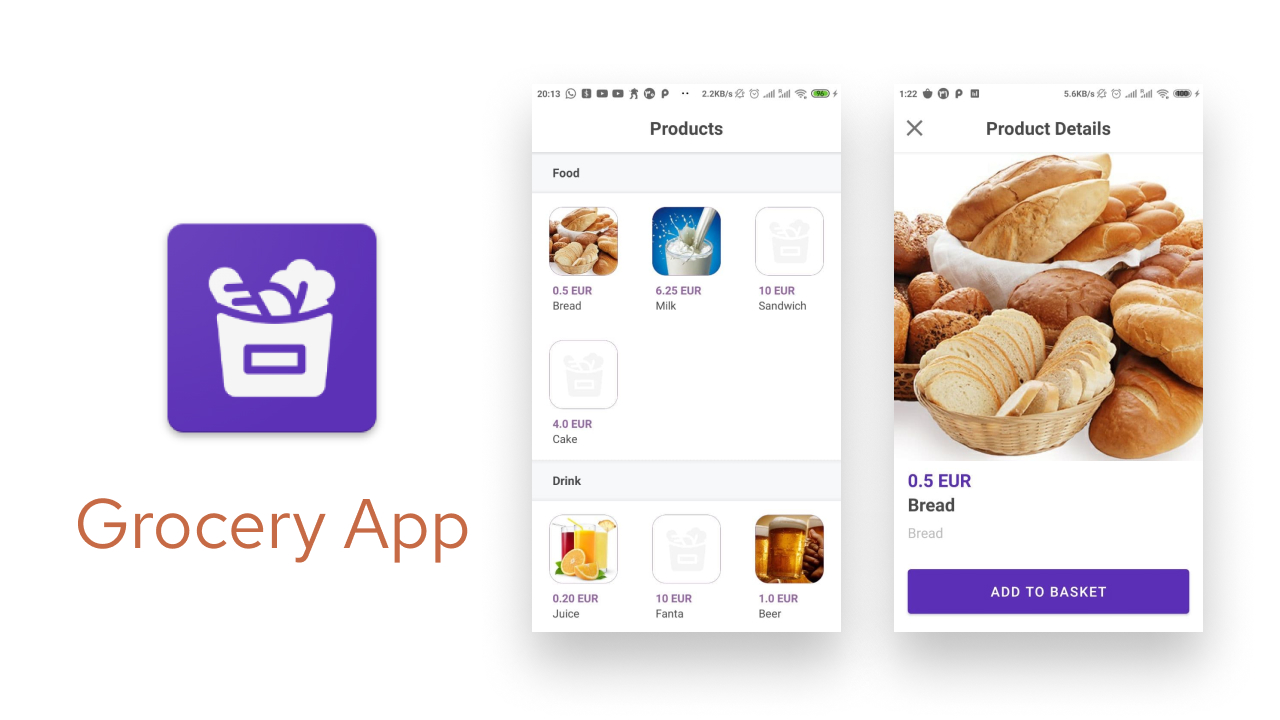 Grocery App
20:13 2.2KB/s 96
Products
Food
0.5 EUR
Bread
6.25 EUR
Milk
10 EUR
Sandwich
4.0 EUR
Cake
Drink
0.20 EUR
Juice
10 EUR
Fanta
1.0 EUR
Beer
1:22 5.6KB/s 100
Product Details
0.5 EUR
Bread
Bread
ADD TO BASKET